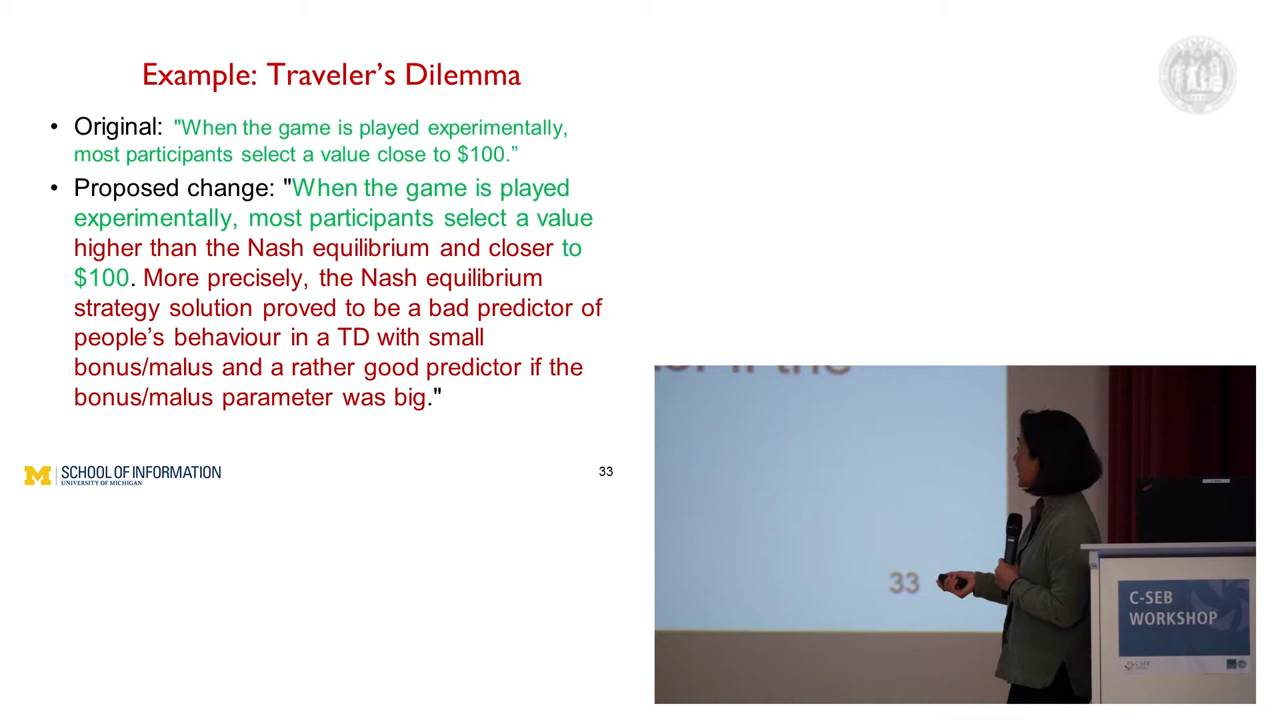 Example: Traveler's Dilemma
• Original: "When the game is played experimentally,
most participants select a value close to $100.”
• Proposed change: "When the game is played
experimentally, most participants select a value
higher than the Nash equilibrium and closer to
$100. More precisely, the Nash equilibrium
strategy solution proved to be a bad predictor of
people’s behaviour in a TD with small
bonus/malus and a rather good predictor if the
bonus/malus parameter was big."
M SCHOOL OF INFORMATION
UNIVERSITY OF MICHIGAN
33
33
C-SEB
WORKSHOP
C-SEB